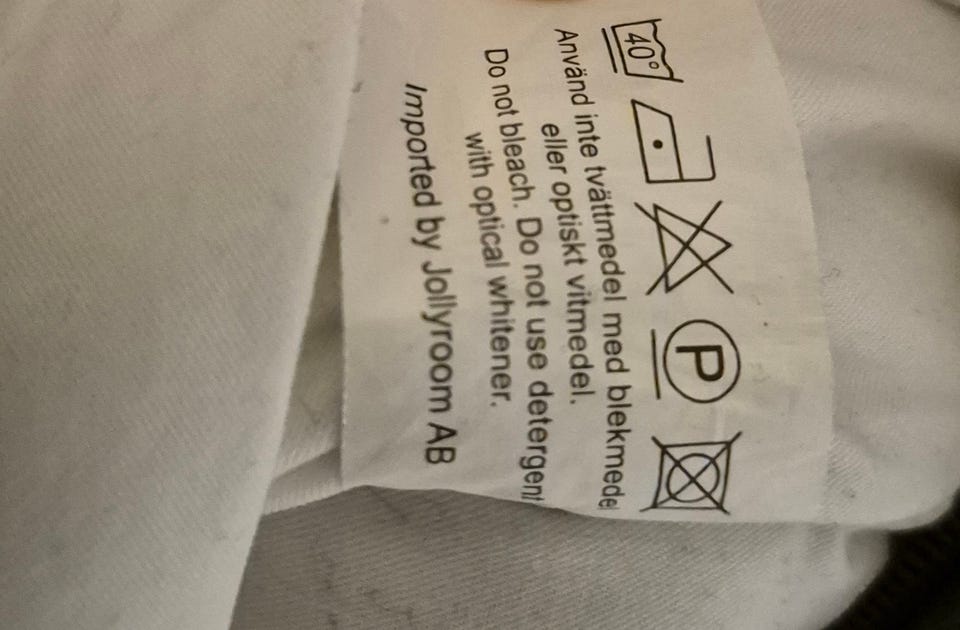 40°
P
Använd inte tvättmedel med blekmedel
eller optiskt vitmedel.
Do not bleach. Do not use detergent
with optical whitener.
Imported by Jollyroom AB